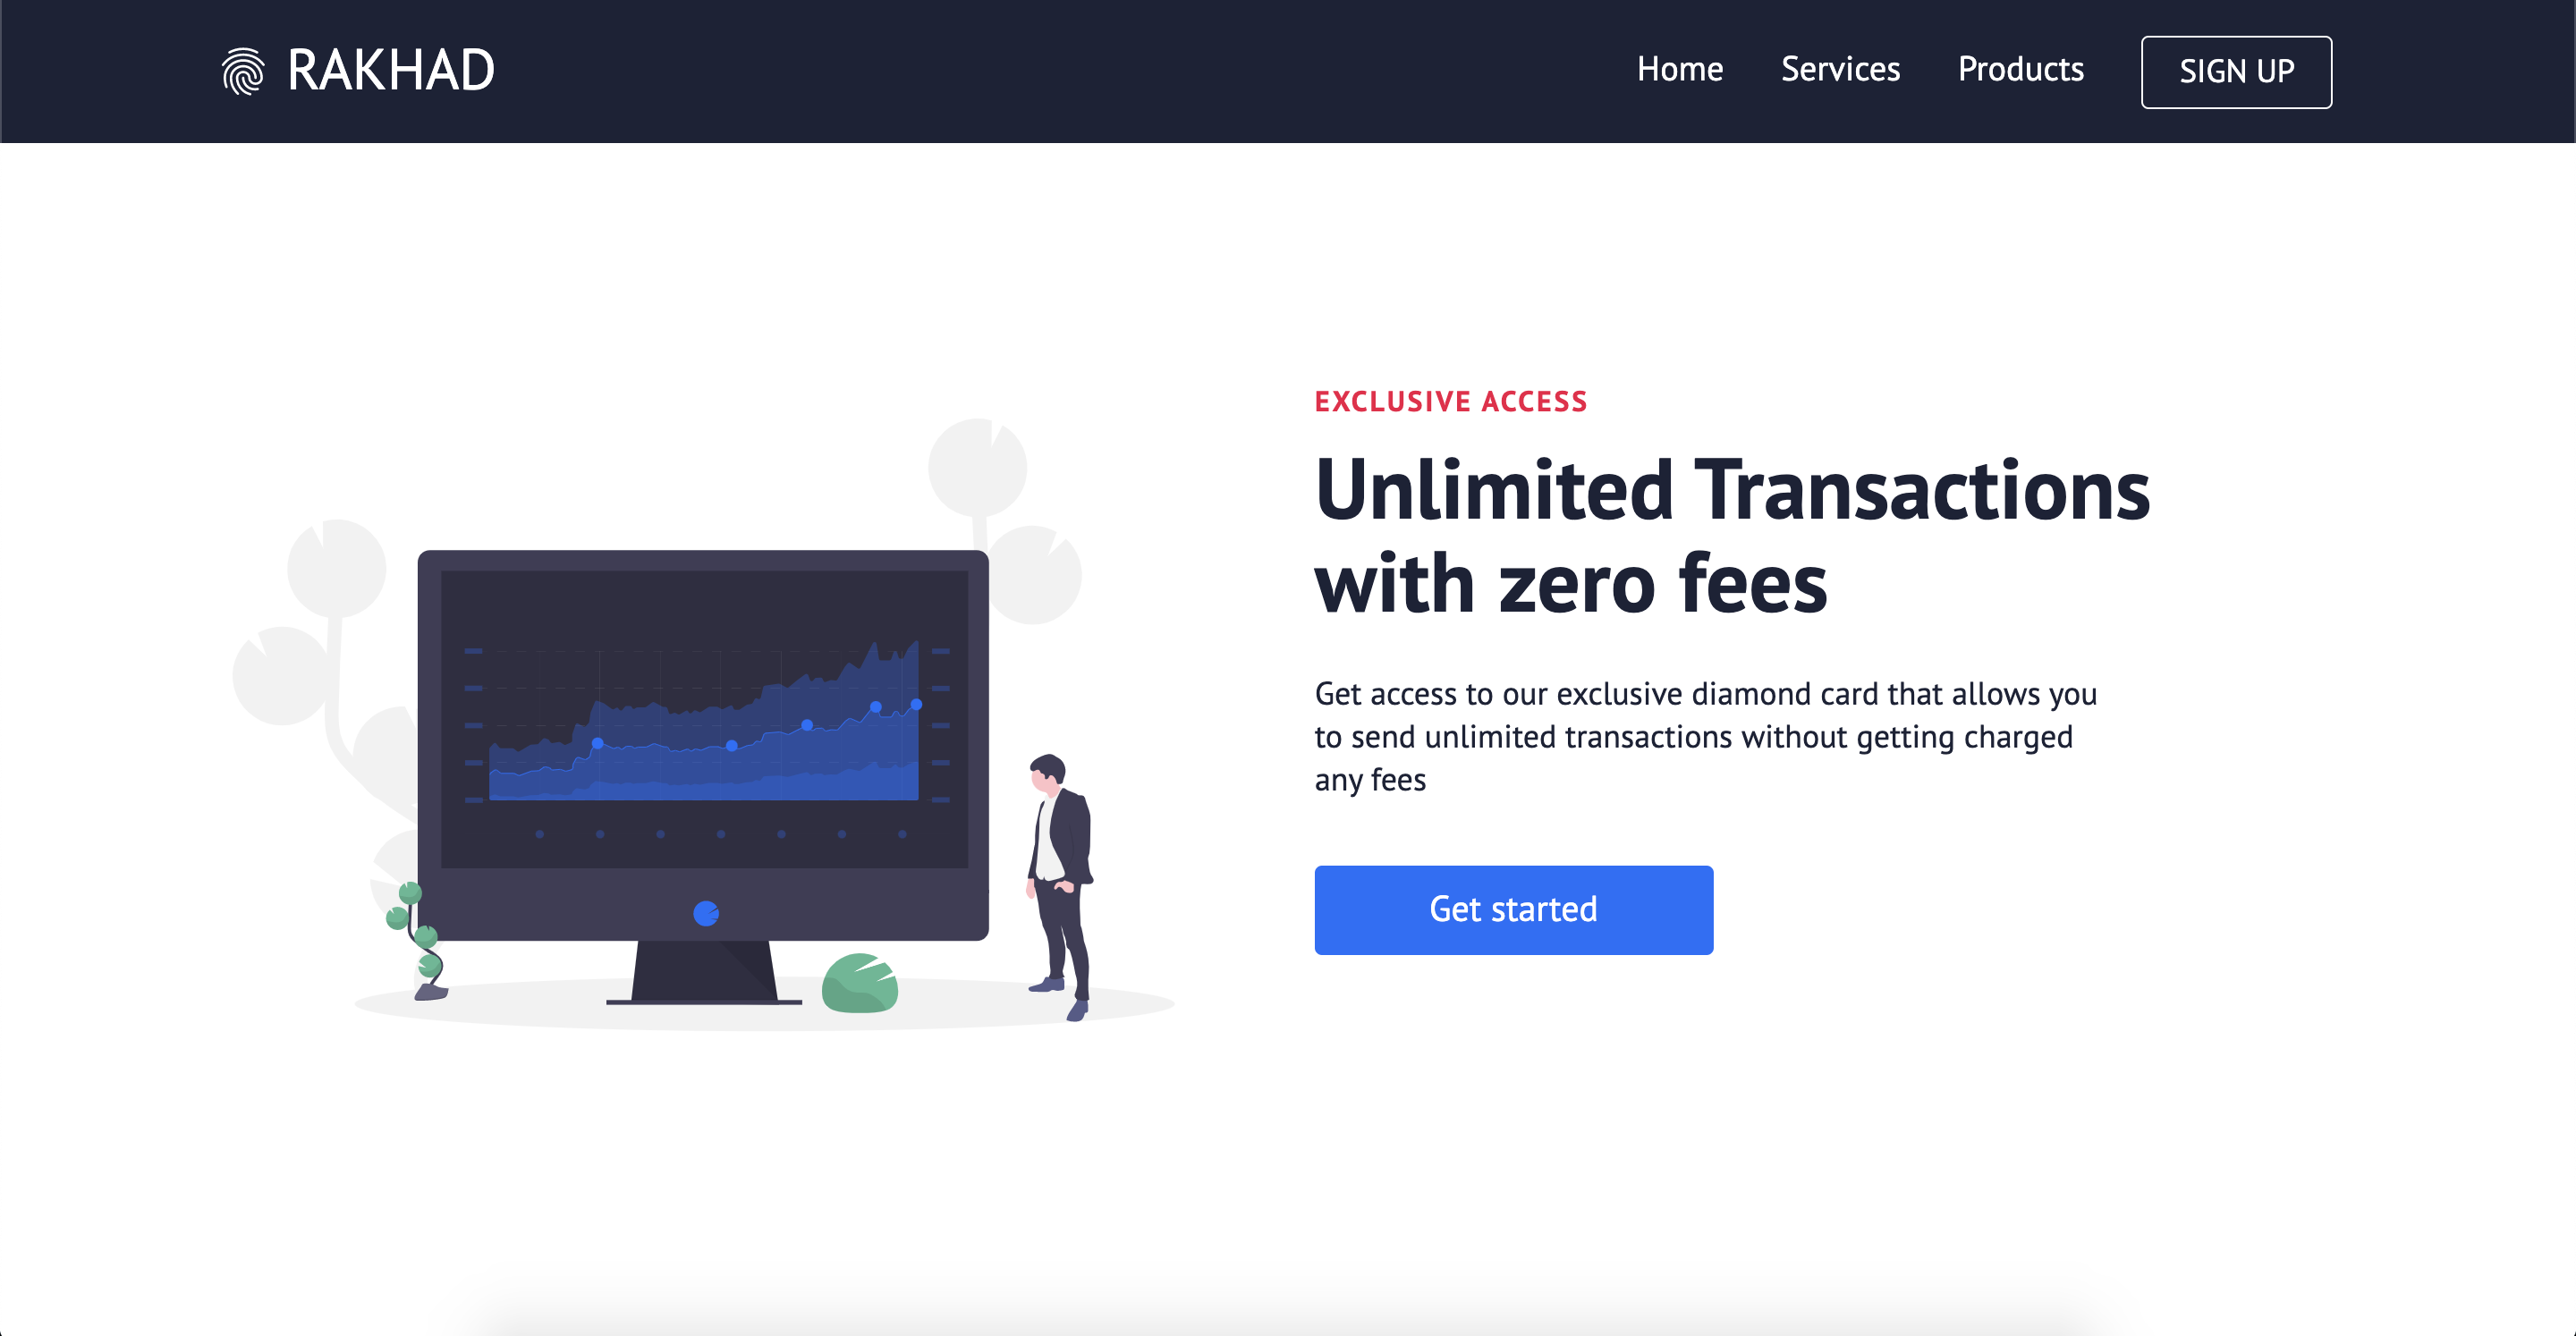 RAKHAD
Home Services Products SIGN UP
EXCLUSIVE ACCESS
Unlimited Transactions
with zero fees
Get access to our exclusive diamond card that allows you
to send unlimited transactions without getting charged
any fees
Get started